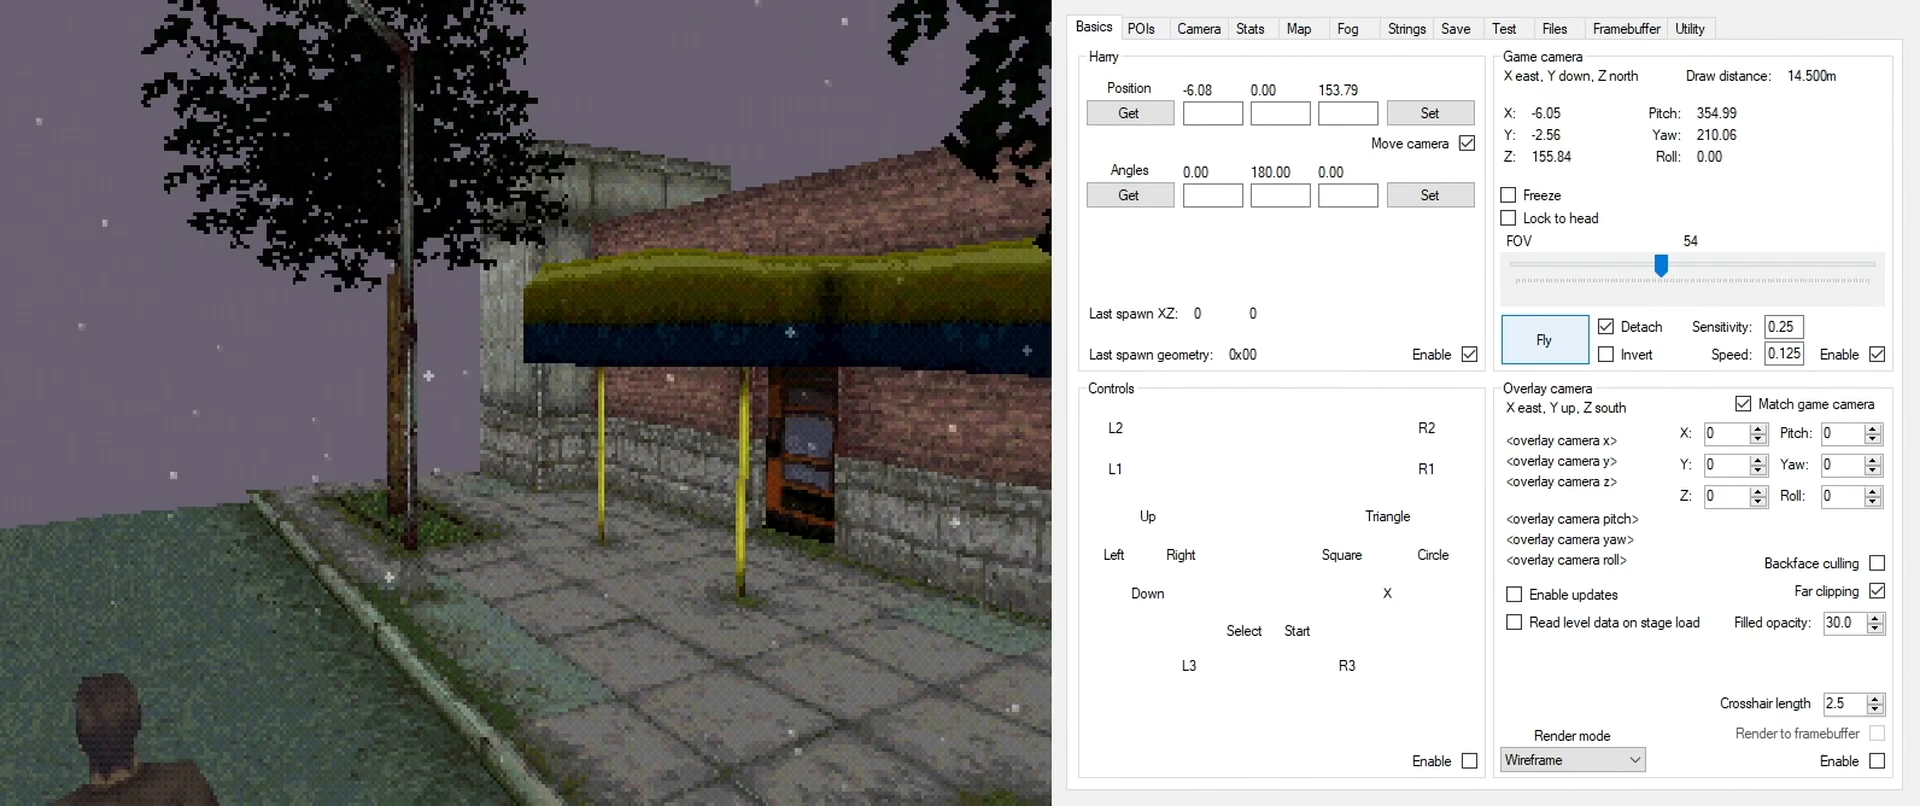 Basics POIs Camera Stats Map Fog Strings Save Test Files Framebuffer Utility
Harry
Position -6.08 0.00 153.79
Get Set
Move camera
Angles 0.00 180.00 0.00
Get Set
Last spawn XZ: 0 0
Last spawn geometry: 0x00 Enable
Game camera
X east, Y down, Z north Draw distance: 14.500m
X: -6.05 Pitch: 354.99
Y: -2.56 Yaw: 210.06
Z: 155.84 Roll: 0.00
Freeze
Lock to head
FOV 54
Fly Detach Sensitivity: 0.25
Invert Speed: 0.125 Enable
Controls
L2 R2
L1 R1
Up Triangle
Left Right Square Circle
Down X
Select Start
L3 R3
Enable
Overlay camera
X east, Y up, Z south Match game camera
<overlay camera x> X: 0 Pitch: 0
<overlay camera y> Y: 0 Yaw: 0
<overlay camera z> Z: 0 Roll: 0
<overlay camera pitch>
<overlay camera yaw>
<overlay camera roll> Backface culling
Enable updates Far clipping
Read level data on stage load Filled opacity: 30.0
Crosshair length 2.5
Render mode Render to framebuffer
Wireframe Enable